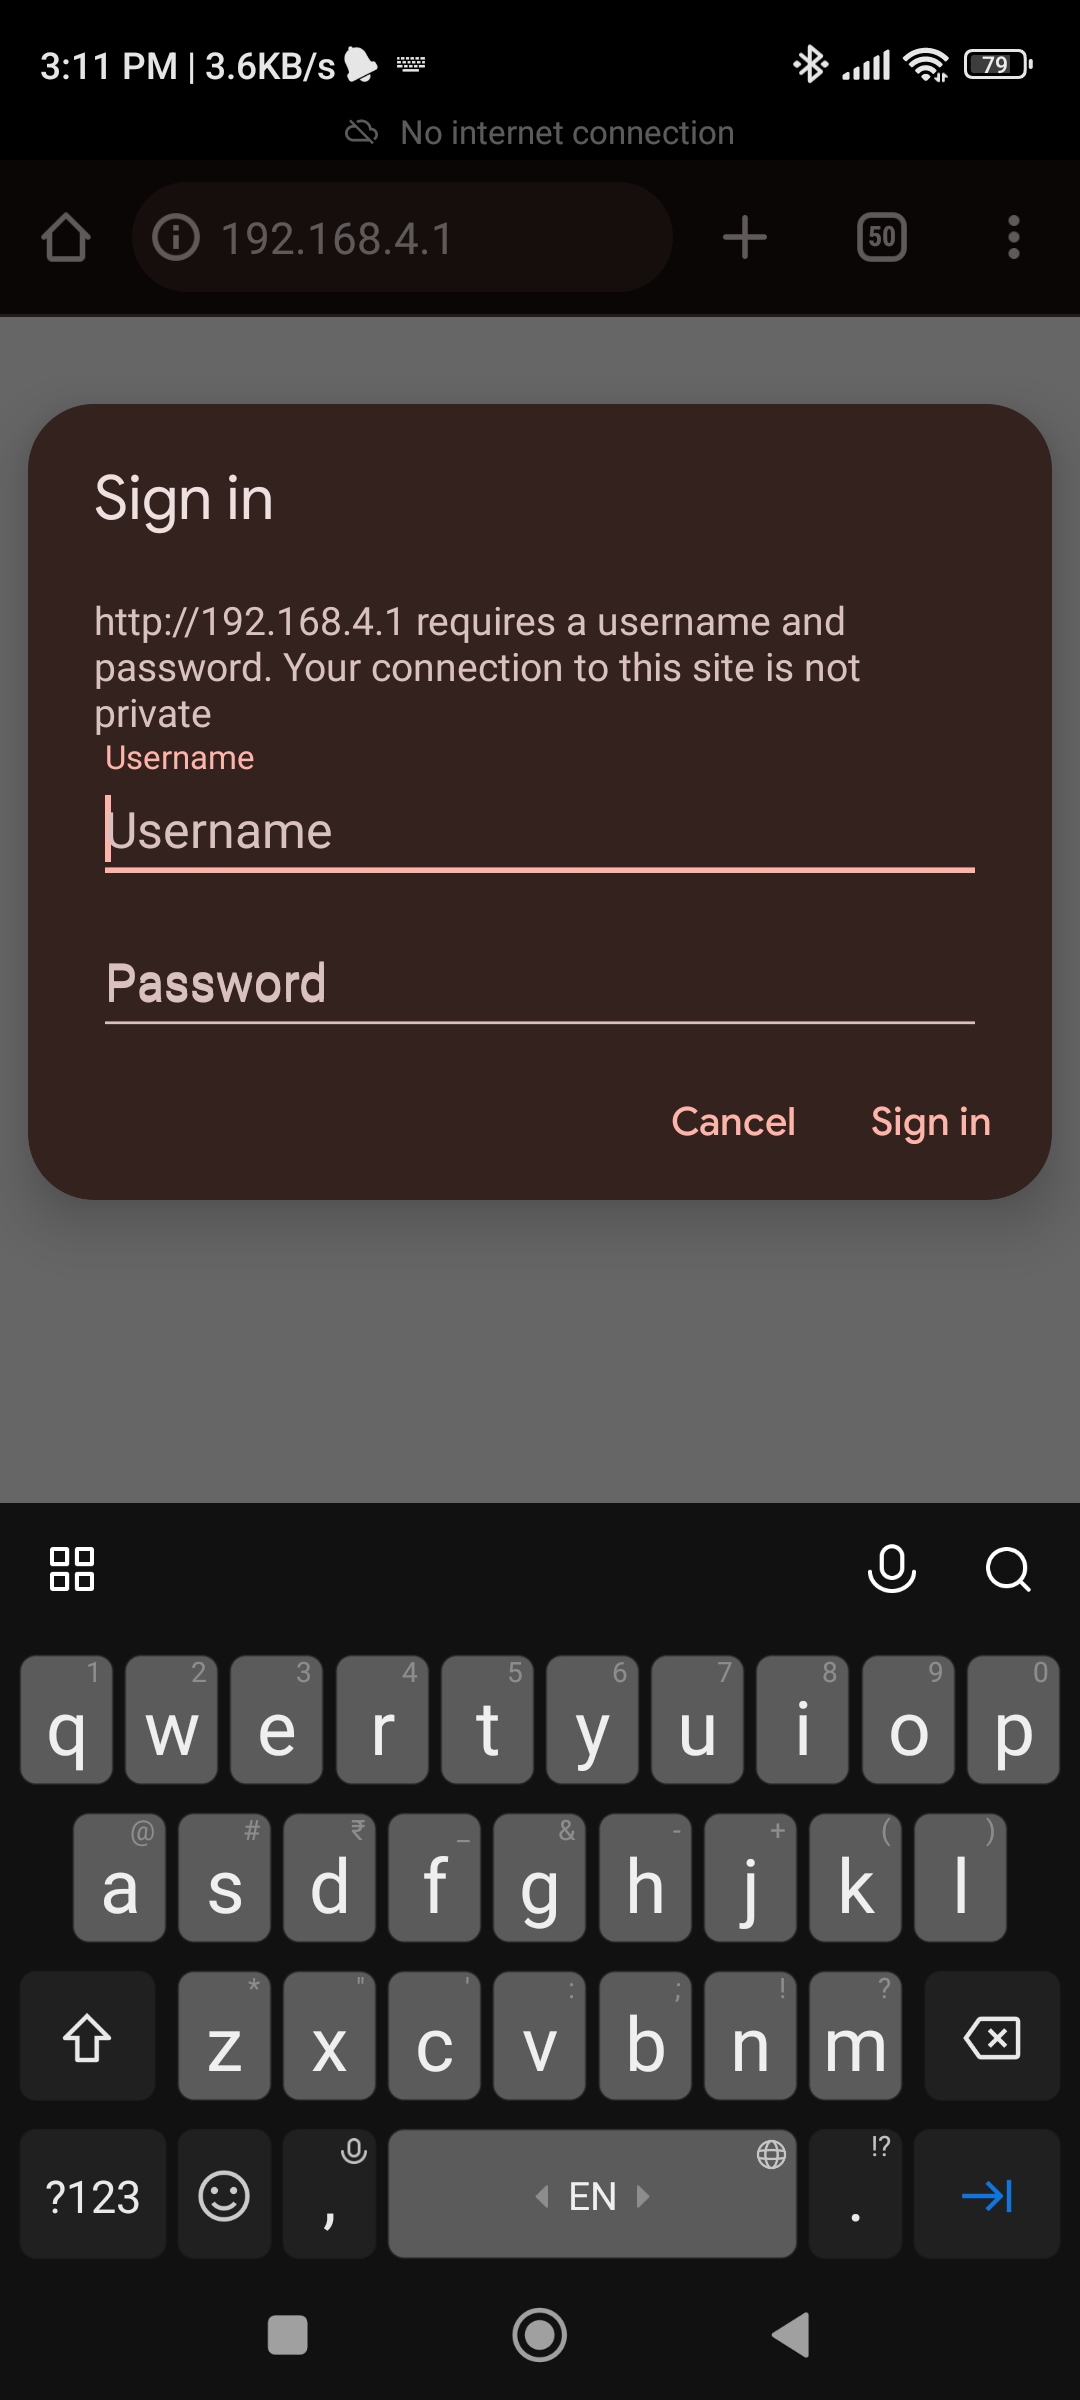 3:11 PM | 3.6KB/s
79
No internet connection
192.168.4.1
50
Sign in
http://192.168.4.1 requires a username and
password. Your connection to this site is not
private
Username
Username
Password
Cancel Sign in
1 2 3 4 5 6 7 8 9 0
q w e r t y u i o p
@ # ₹ _ & - + ( )
a s d f g h j k l
* " ' : ; ! ?
z x c v b n m
!?
?123 , EN .